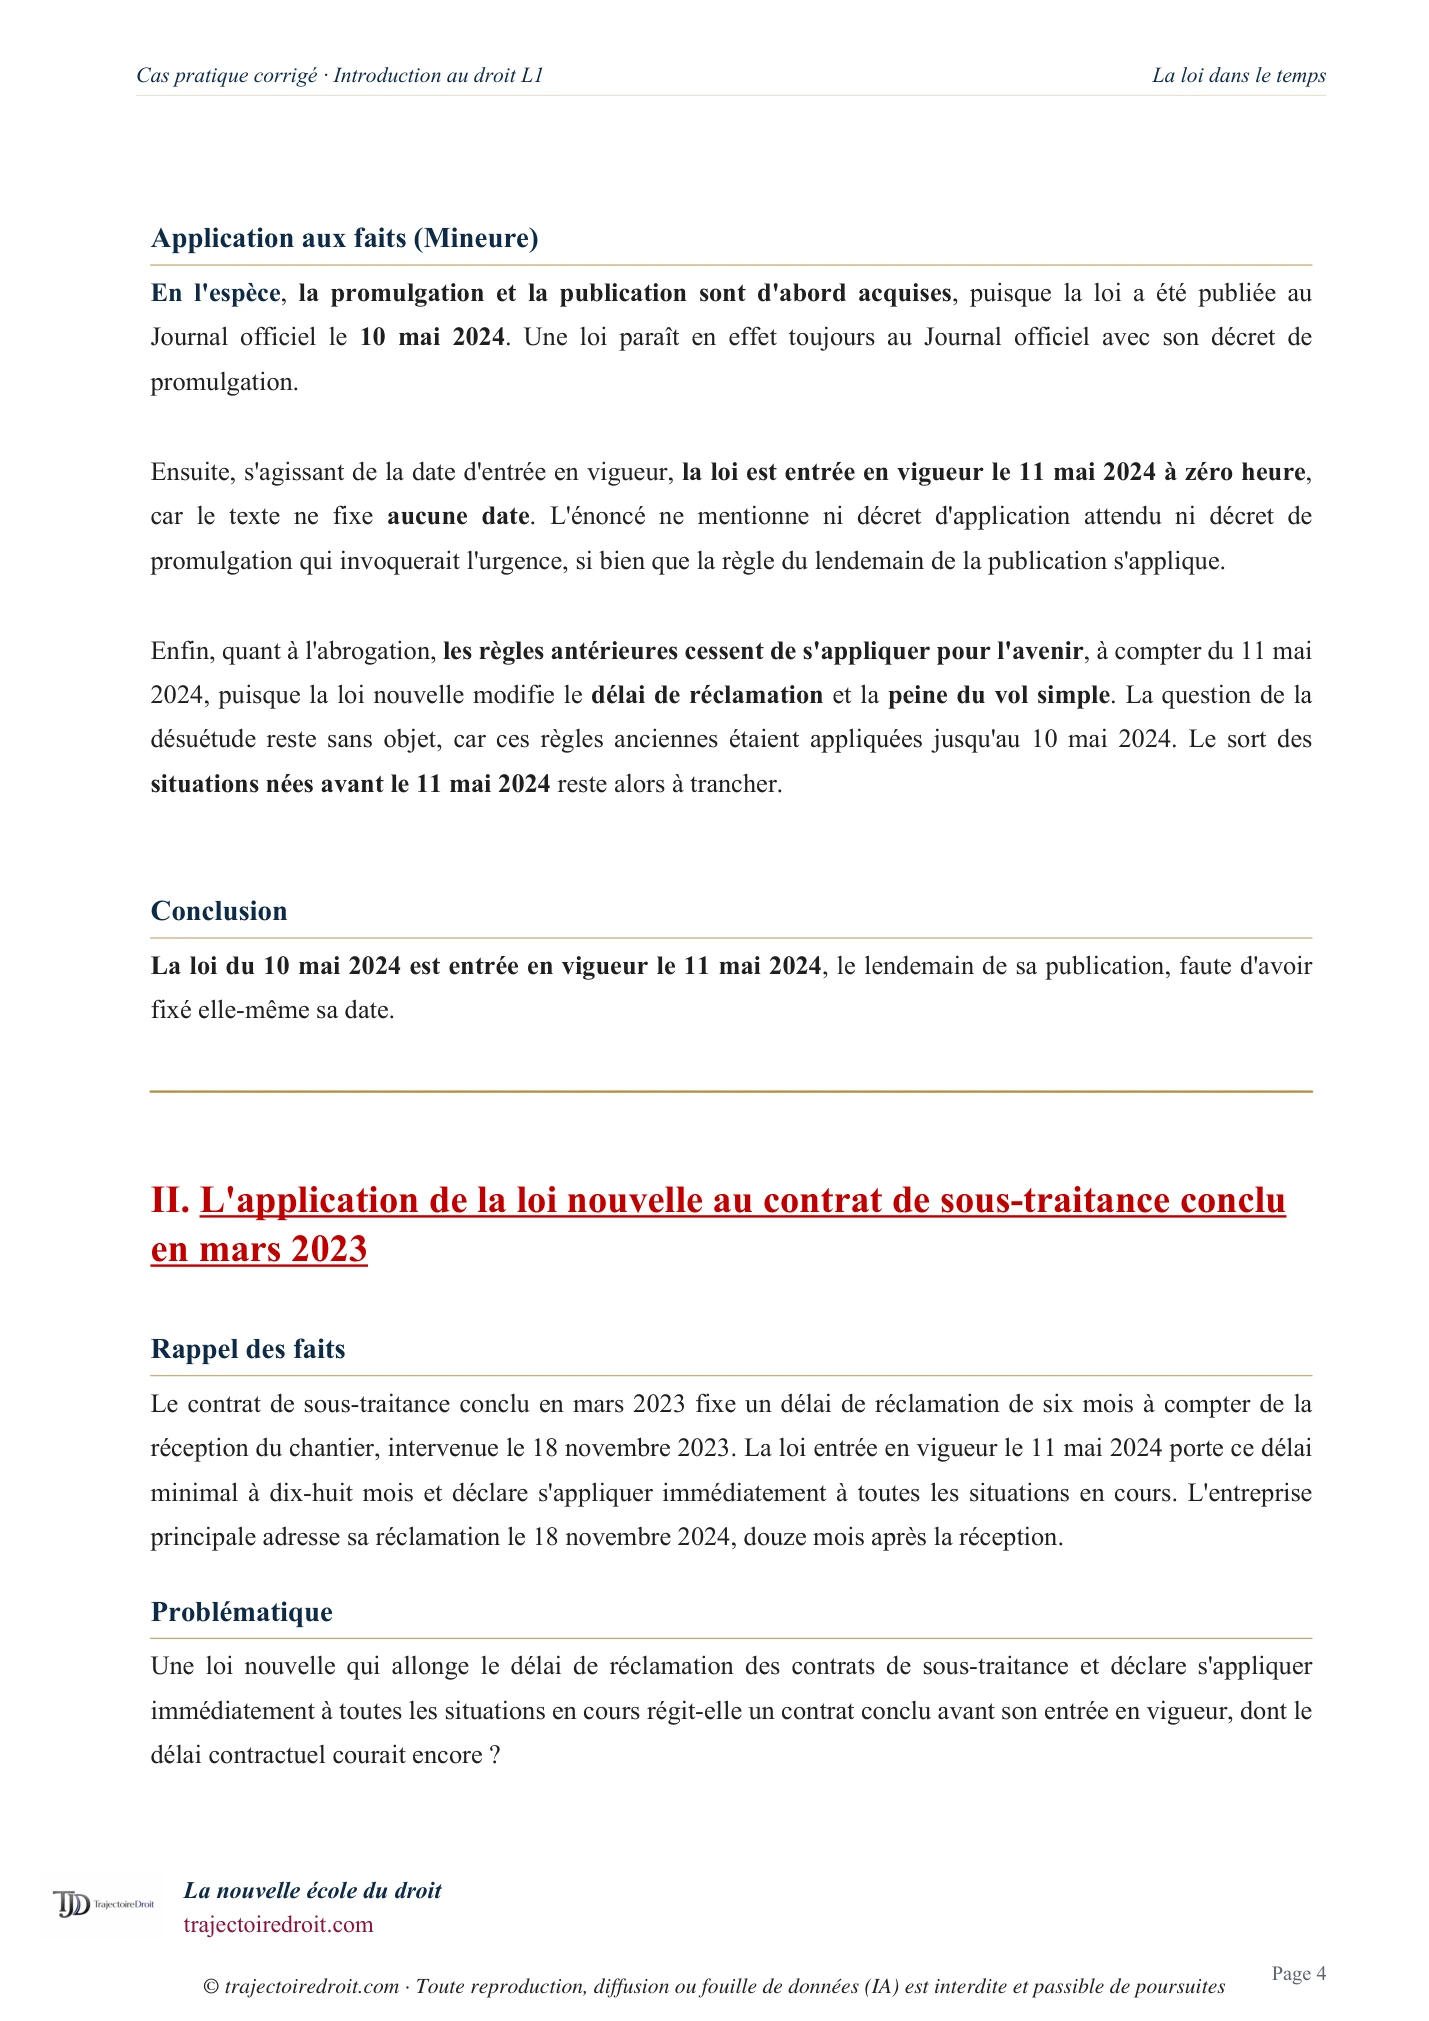 Cas pratique corrigé · Introduction au droit L1
La loi dans le temps
Application aux faits (Mineure)
En l'espèce, la promulgation et la publication sont d'abord acquises, puisque la loi a été publiée au
Journal officiel le 10 mai 2024. Une loi paraît en effet toujours au Journal officiel avec son décret de
promulgation.
Ensuite, s'agissant de la date d'entrée en vigueur, la loi est entrée en vigueur le 11 mai 2024 à zéro heure,
car le texte ne fixe aucune date. L'énoncé ne mentionne ni décret d'application attendu ni décret de
promulgation qui invoquerait l'urgence, si bien que la règle du lendemain de la publication s'applique.
Enfin, quant à l'abrogation, les règles antérieures cessent de s'appliquer pour l'avenir, à compter du 11 mai
2024, puisque la loi nouvelle modifie le délai de réclamation et la peine du vol simple. La question de la
désuétude reste sans objet, car ces règles anciennes étaient appliquées jusqu'au 10 mai 2024. Le sort des
situations nées avant le 11 mai 2024 reste alors à trancher.
Conclusion
La loi du 10 mai 2024 est entrée en vigueur le 11 mai 2024, le lendemain de sa publication, faute d'avoir
fixé elle-même sa date.
II. L'application de la loi nouvelle au contrat de sous-traitance conclu
en mars 2023
Rappel des faits
Le contrat de sous-traitance conclu en mars 2023 fixe un délai de réclamation de six mois à compter de la
réception du chantier, intervenue le 18 novembre 2023. La loi entrée en vigueur le 11 mai 2024 porte ce délai
minimal à dix-huit mois et déclare s'appliquer immédiatement à toutes les situations en cours. L'entreprise
principale adresse sa réclamation le 18 novembre 2024, douze mois après la réception.
Problématique
Une loi nouvelle qui allonge le délai de réclamation des contrats de sous-traitance et déclare s'appliquer
immédiatement à toutes les situations en cours régit-elle un contrat conclu avant son entrée en vigueur, dont le
délai contractuel courait encore ?
TJD TrajectoireDroit
La nouvelle école du droit
trajectoiredroit.com
© trajectoiredroit.com · Toute reproduction, diffusion ou fouille de données (IA) est interdite et passible de poursuites
Page 4